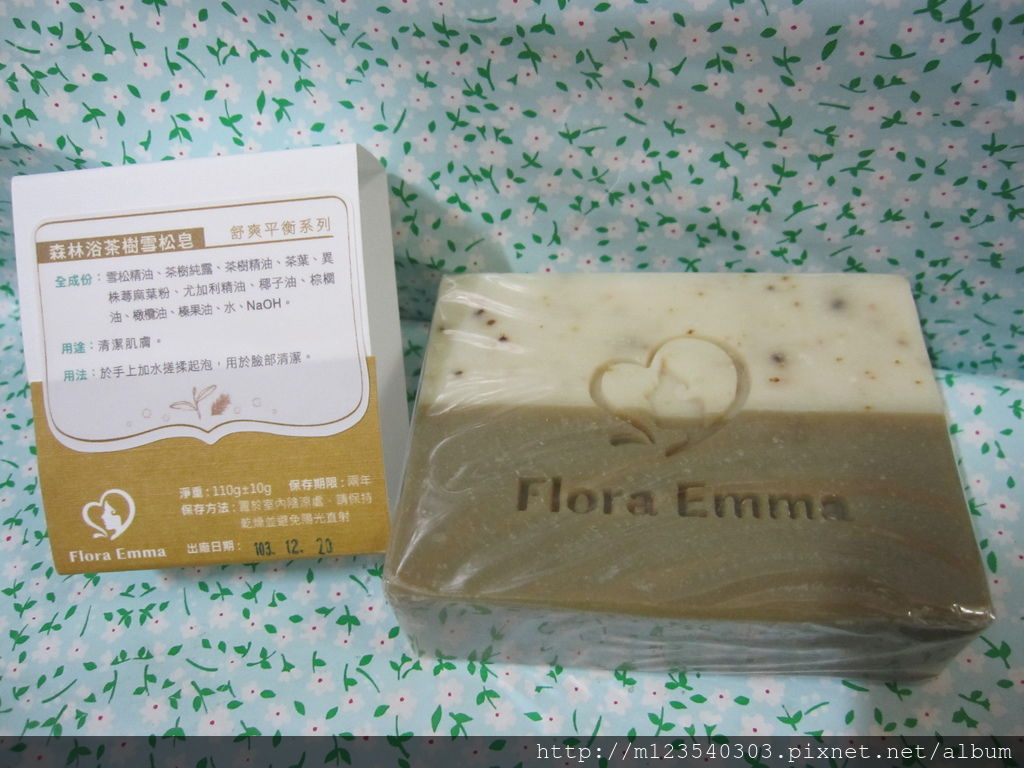 森林浴茶樹雪松皂 舒爽平衡系列
全成份：雪松精油、茶樹純露、茶樹精油、茶葉、異
株蕁麻葉粉、尤加利精油、椰子油、棕櫚
油、橄欖油、榛果油、水、NaOH。
用途：清潔肌膚。
用法：於手上加水搓揉起泡，用於臉部清潔。
淨重：110g±10g 保存期限：兩年
保存方法：置於室內陰涼處，請保持
乾燥並避免陽光直射
Flora Emma
出廠日期： 103. 12. 20
Flora Emma
http://m123540303.pixnet.net/album